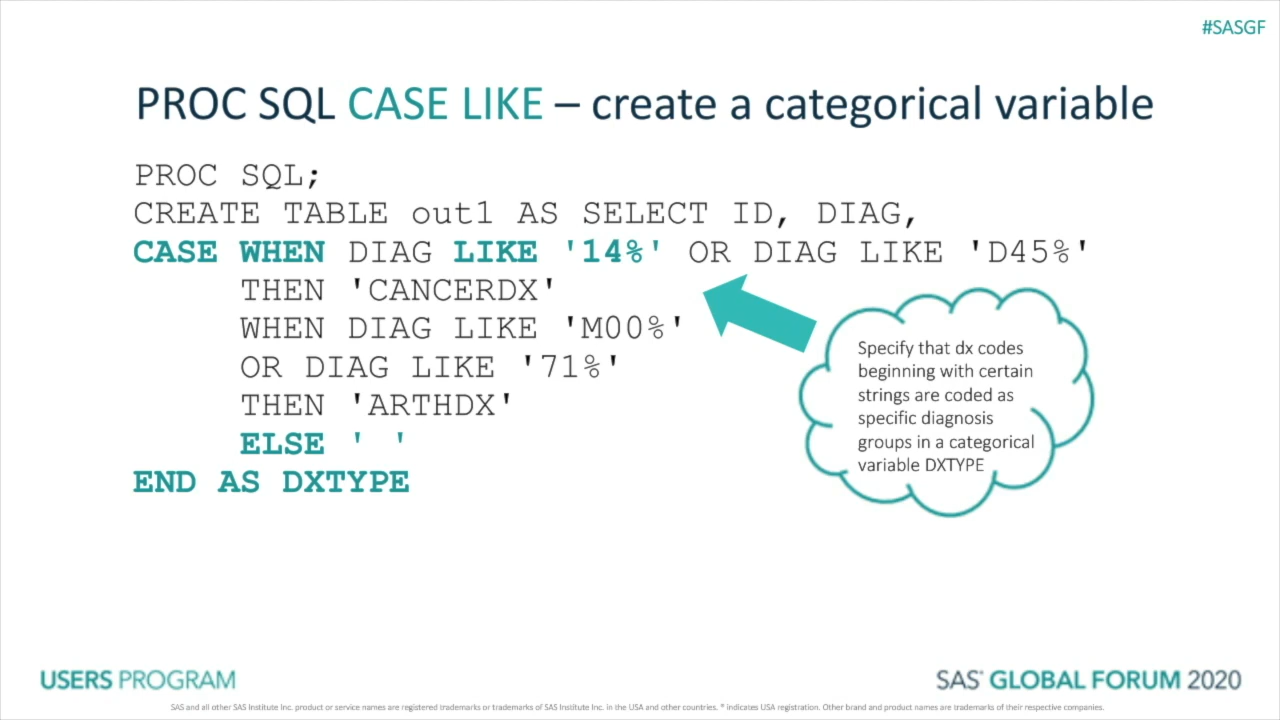 #SASGF
PROC SQL CASE LIKE – create a categorical variable
PROC SQL;
CREATE TABLE out1 AS SELECT ID, DIAG,
CASE WHEN DIAG LIKE '14%' OR DIAG LIKE 'D45%'
THEN 'CANCERDX'
WHEN DIAG LIKE 'M00%'
OR DIAG LIKE '71%'
THEN 'ARTHDX'
ELSE ' '
END AS DXTYPE
Specify that dx codes
beginning with certain
strings are coded as
specific diagnosis
groups in a categorical
variable DXTYPE
USERS PROGRAM
SAS® GLOBAL FORUM 2020
SAS and all other SAS Institute Inc. product or service names are registered trademarks or trademarks of SAS Institute Inc. in the USA and other countries. ® indicates USA registration. Other brand and product names are trademarks of their respective companies.